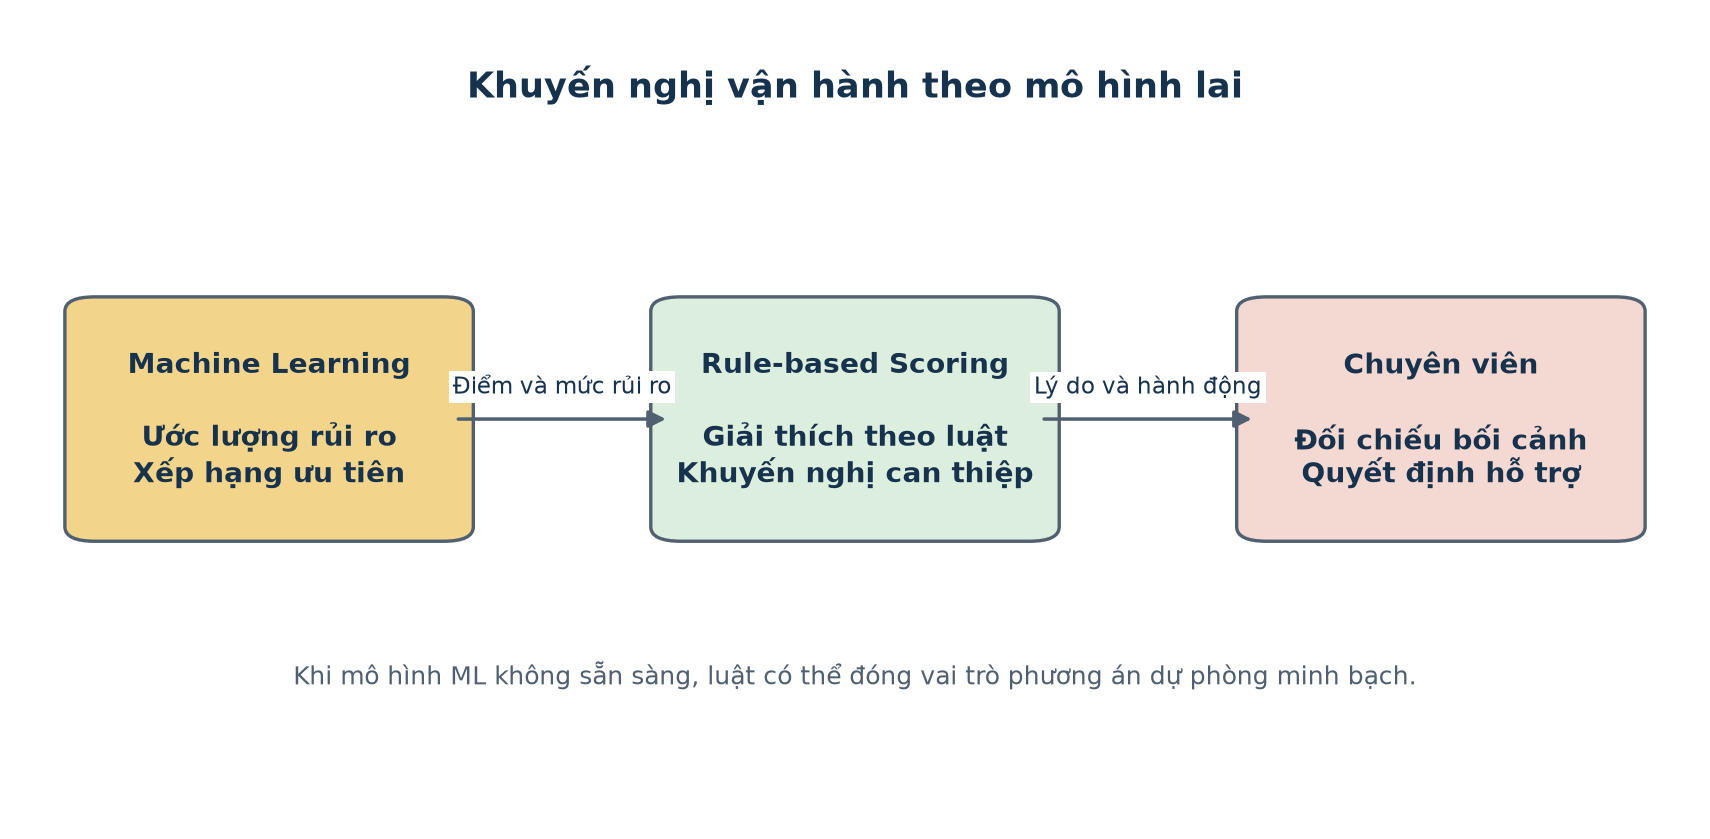 Khuyến nghị vận hành theo mô hình lai
Machine Learning
Ước lượng rủi ro
Xếp hạng ưu tiên
Điểm và mức rủi ro
Rule-based Scoring
Giải thích theo luật
Khuyến nghị can thiệp
Lý do và hành động
Chuyên viên
Đối chiếu bối cảnh
Quyết định hỗ trợ
Khi mô hình ML không sẵn sàng, luật có thể đóng vai trò phương án dự phòng minh bạch.